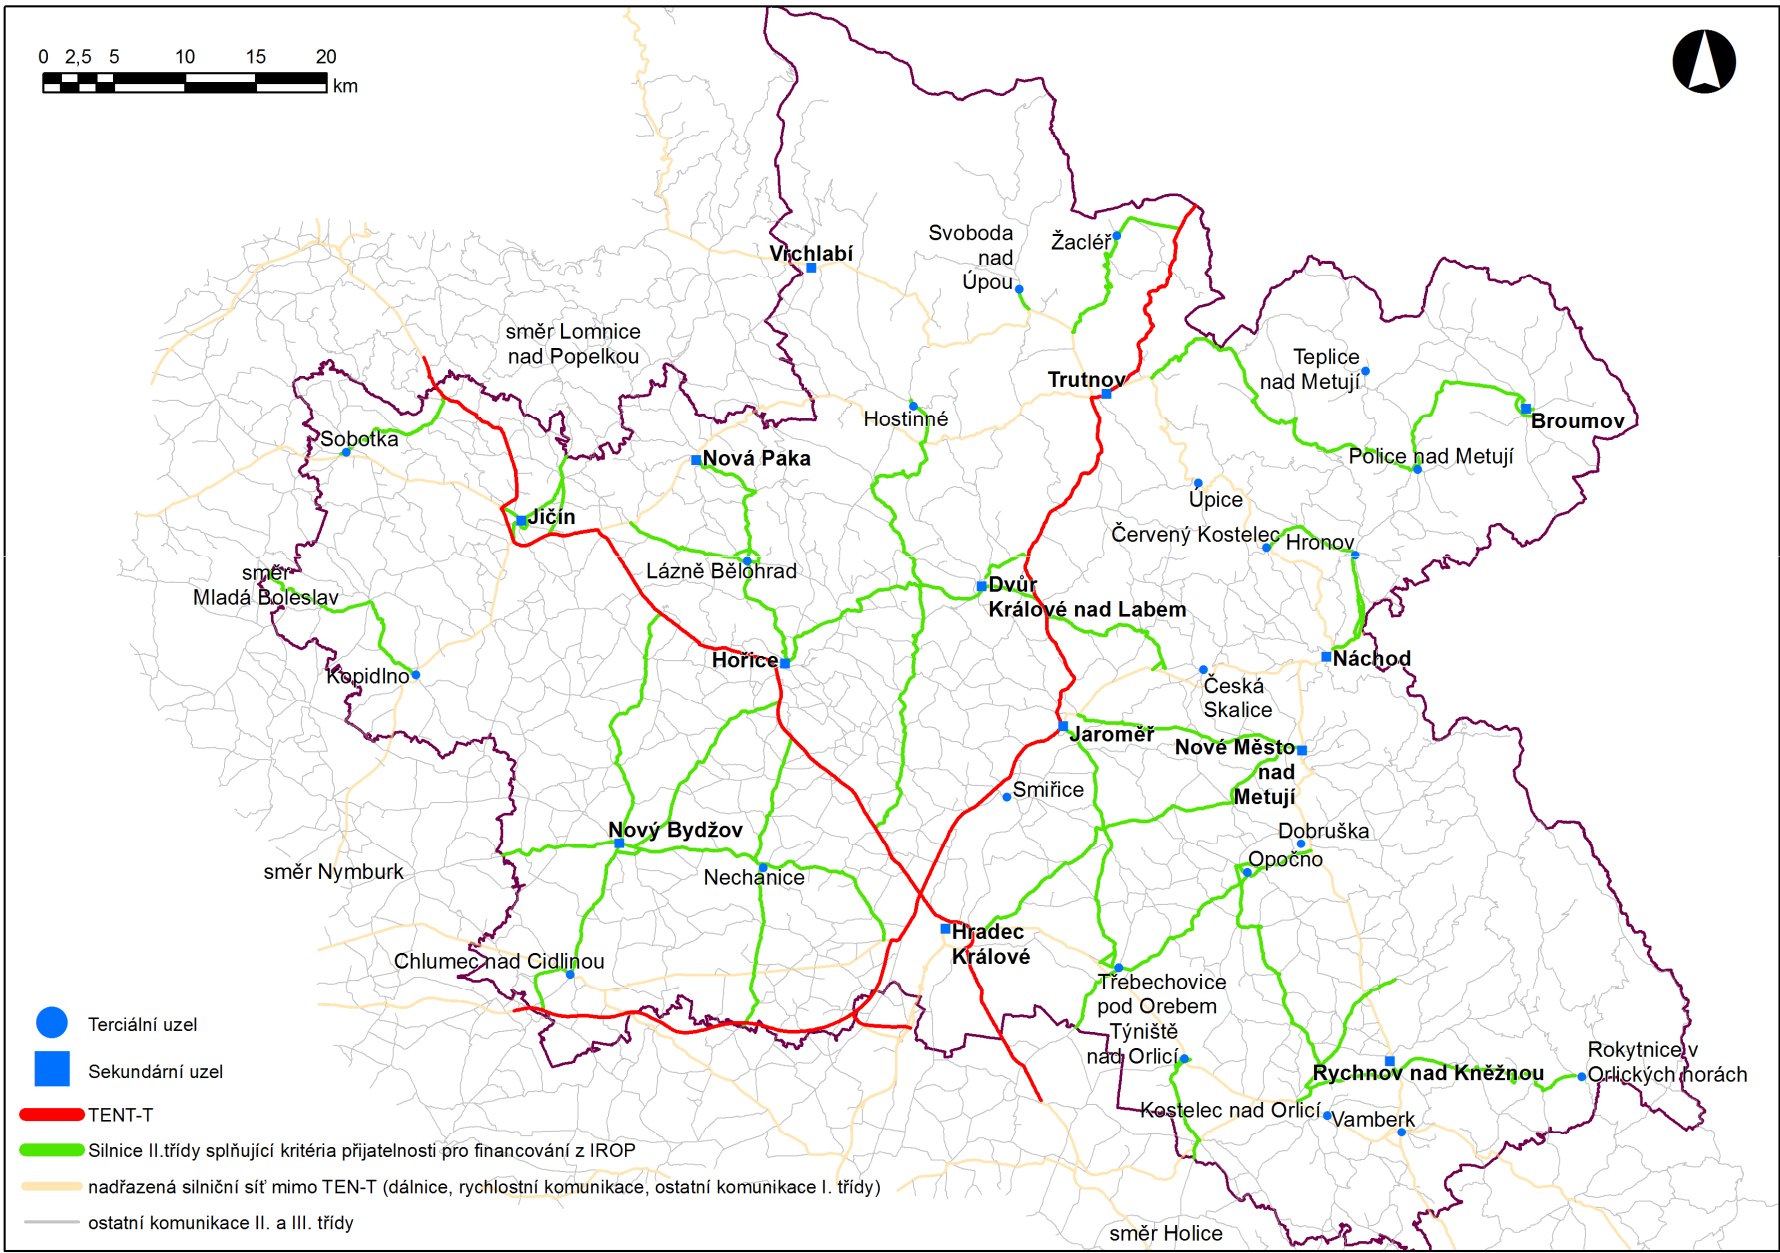 0 2,5 5 10 15 20
km
Svoboda
nad
Úpou
Žacléř
Vrchlabí
směr Lomnice
nad Popelkou
Teplice
nad Metují
Trutnov
Hostinné
Broumov
Sobotka
Nová Paka
Police nad Metují
Úpice
Jičín
Červený Kostelec
Hronov
Lázně Bělohrad
směr
Mladá Boleslav
Dvůr
Králové nad Labem
Hořice
Náchod
Kopidlno
Česká
Skalice
Jaroměř
Nové Město
nad
Metují
Smiřice
Nový Bydžov
Dobruška
Opočno
směr Nymburk
Nechanice
Hradec
Králové
Chlumec nad Cidlinou
Třebechovice
pod Orebem
Týniště
nad Orlicí
Rokytnice v
Orlických horách
Rychnov nad Kněžnou
Kostelec nad Orlicí
Vamberk
směr Holice
Terciální uzel
Sekundární uzel
TENT-T
Silnice II.třídy splňující kritéria přijatelnosti pro financování z IROP
nadřazená silniční síť mimo TEN-T (dálnice, rychlostní komunikace, ostatní komunikace I. třídy)
ostatní komunikace II. a III. třídy